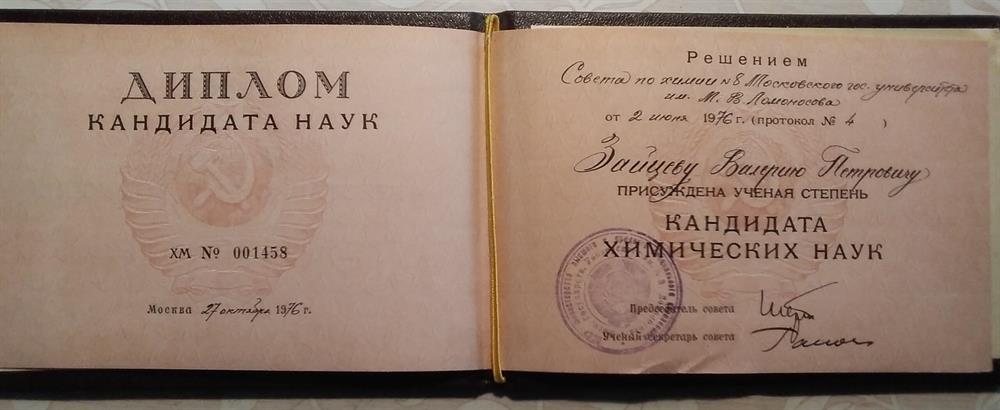 ДИПЛОМ
КАНДИДАТА НАУК
ХМ № 001458
Москва 27 октября 1976 г.
Решением
Совета по химии №8 Московского гос. университета
им. М. В. Ломоносова
от 2 июня 1976 г. (протокол № 4 )
Зайцеву Валерию Петровичу
ПРИСУЖДЕНА УЧЕНАЯ СТЕПЕНЬ
КАНДИДАТА
ХИМИЧЕСКИХ НАУК
Председатель совета
Ученый секретарь совета